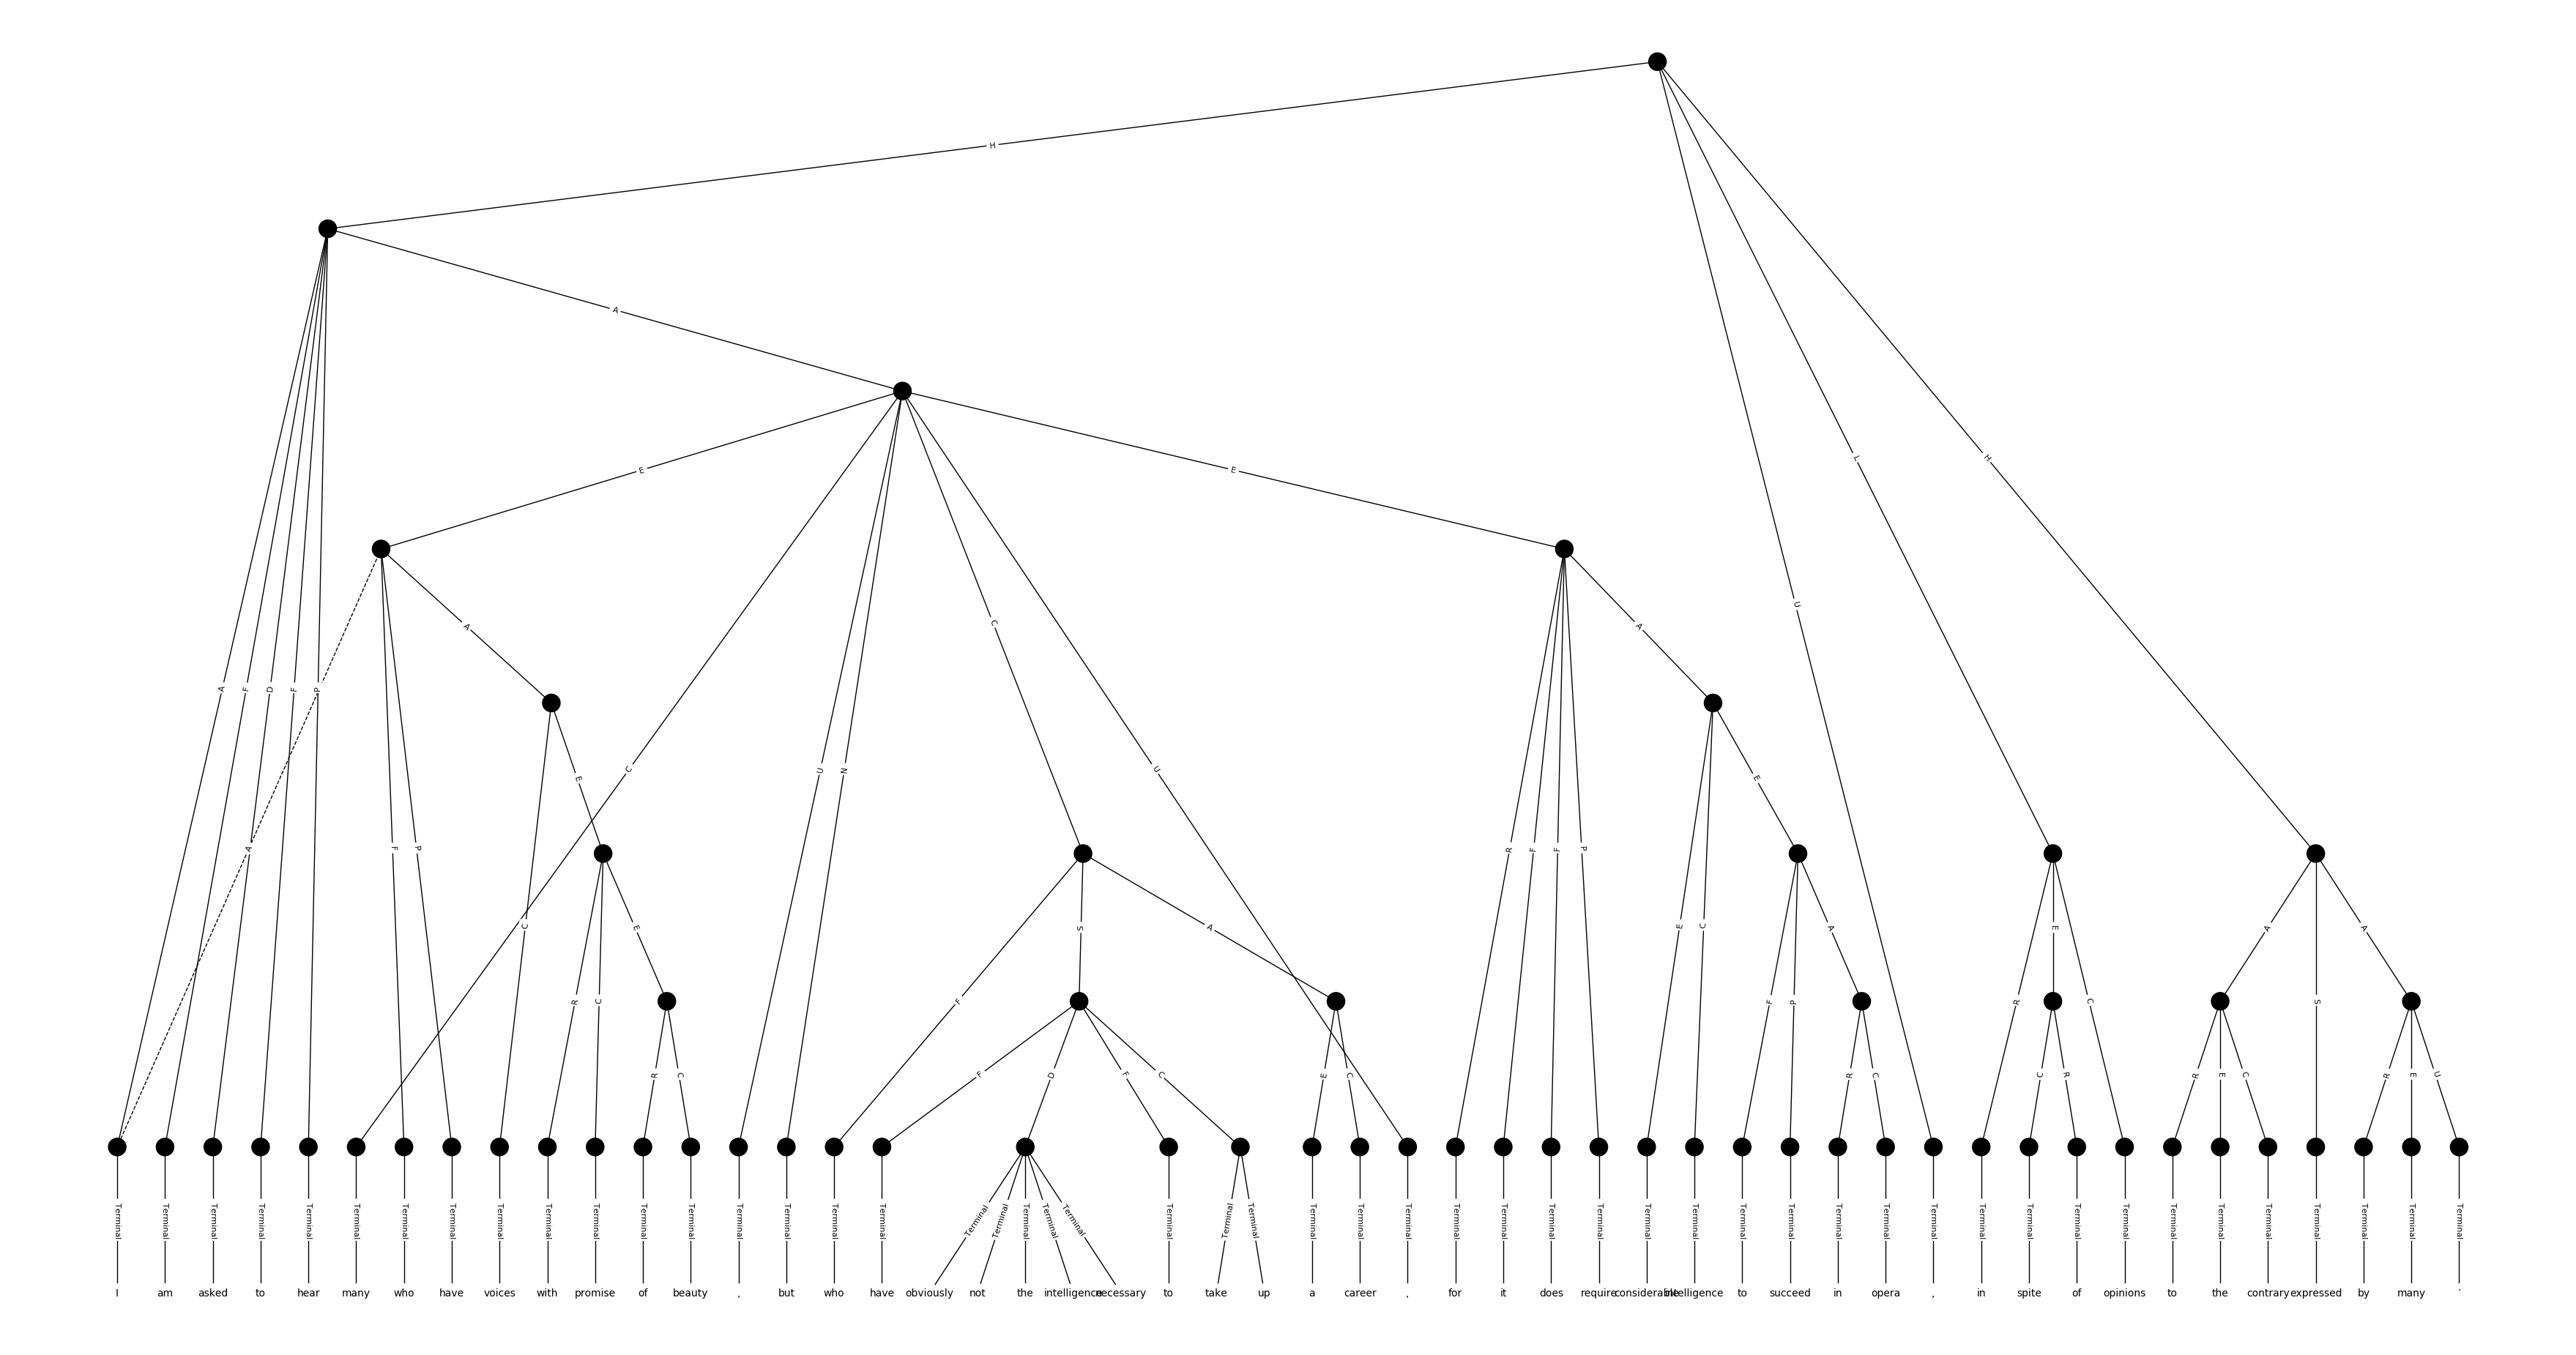 H
A
E E
L H
U
A A
A F D F P
C U N C U
E E
A F P R F F P
C E S A E C F P A R E C A S A
F R C E R C
R C F D F C E C R C C R R E C R E U
Terminal Terminal Terminal Terminal Terminal Terminal Terminal Terminal Terminal Terminal Terminal Terminal Terminal Terminal Terminal Terminal Terminal Terminal Terminal Terminal Terminal Terminal Terminal Terminal Terminal Terminal Terminal Terminal Terminal Terminal Terminal Terminal Terminal Terminal Terminal Terminal Terminal Terminal Terminal Terminal Terminal Terminal Terminal Terminal Terminal Terminal Terminal Terminal Terminal Terminal
I am asked to hear many who have voices with promise of beauty , but who have obviously not the intelligence necessary to take up a career , for it does require considerable intelligence to succeed in opera , in spite of opinions to the contrary expressed by many .